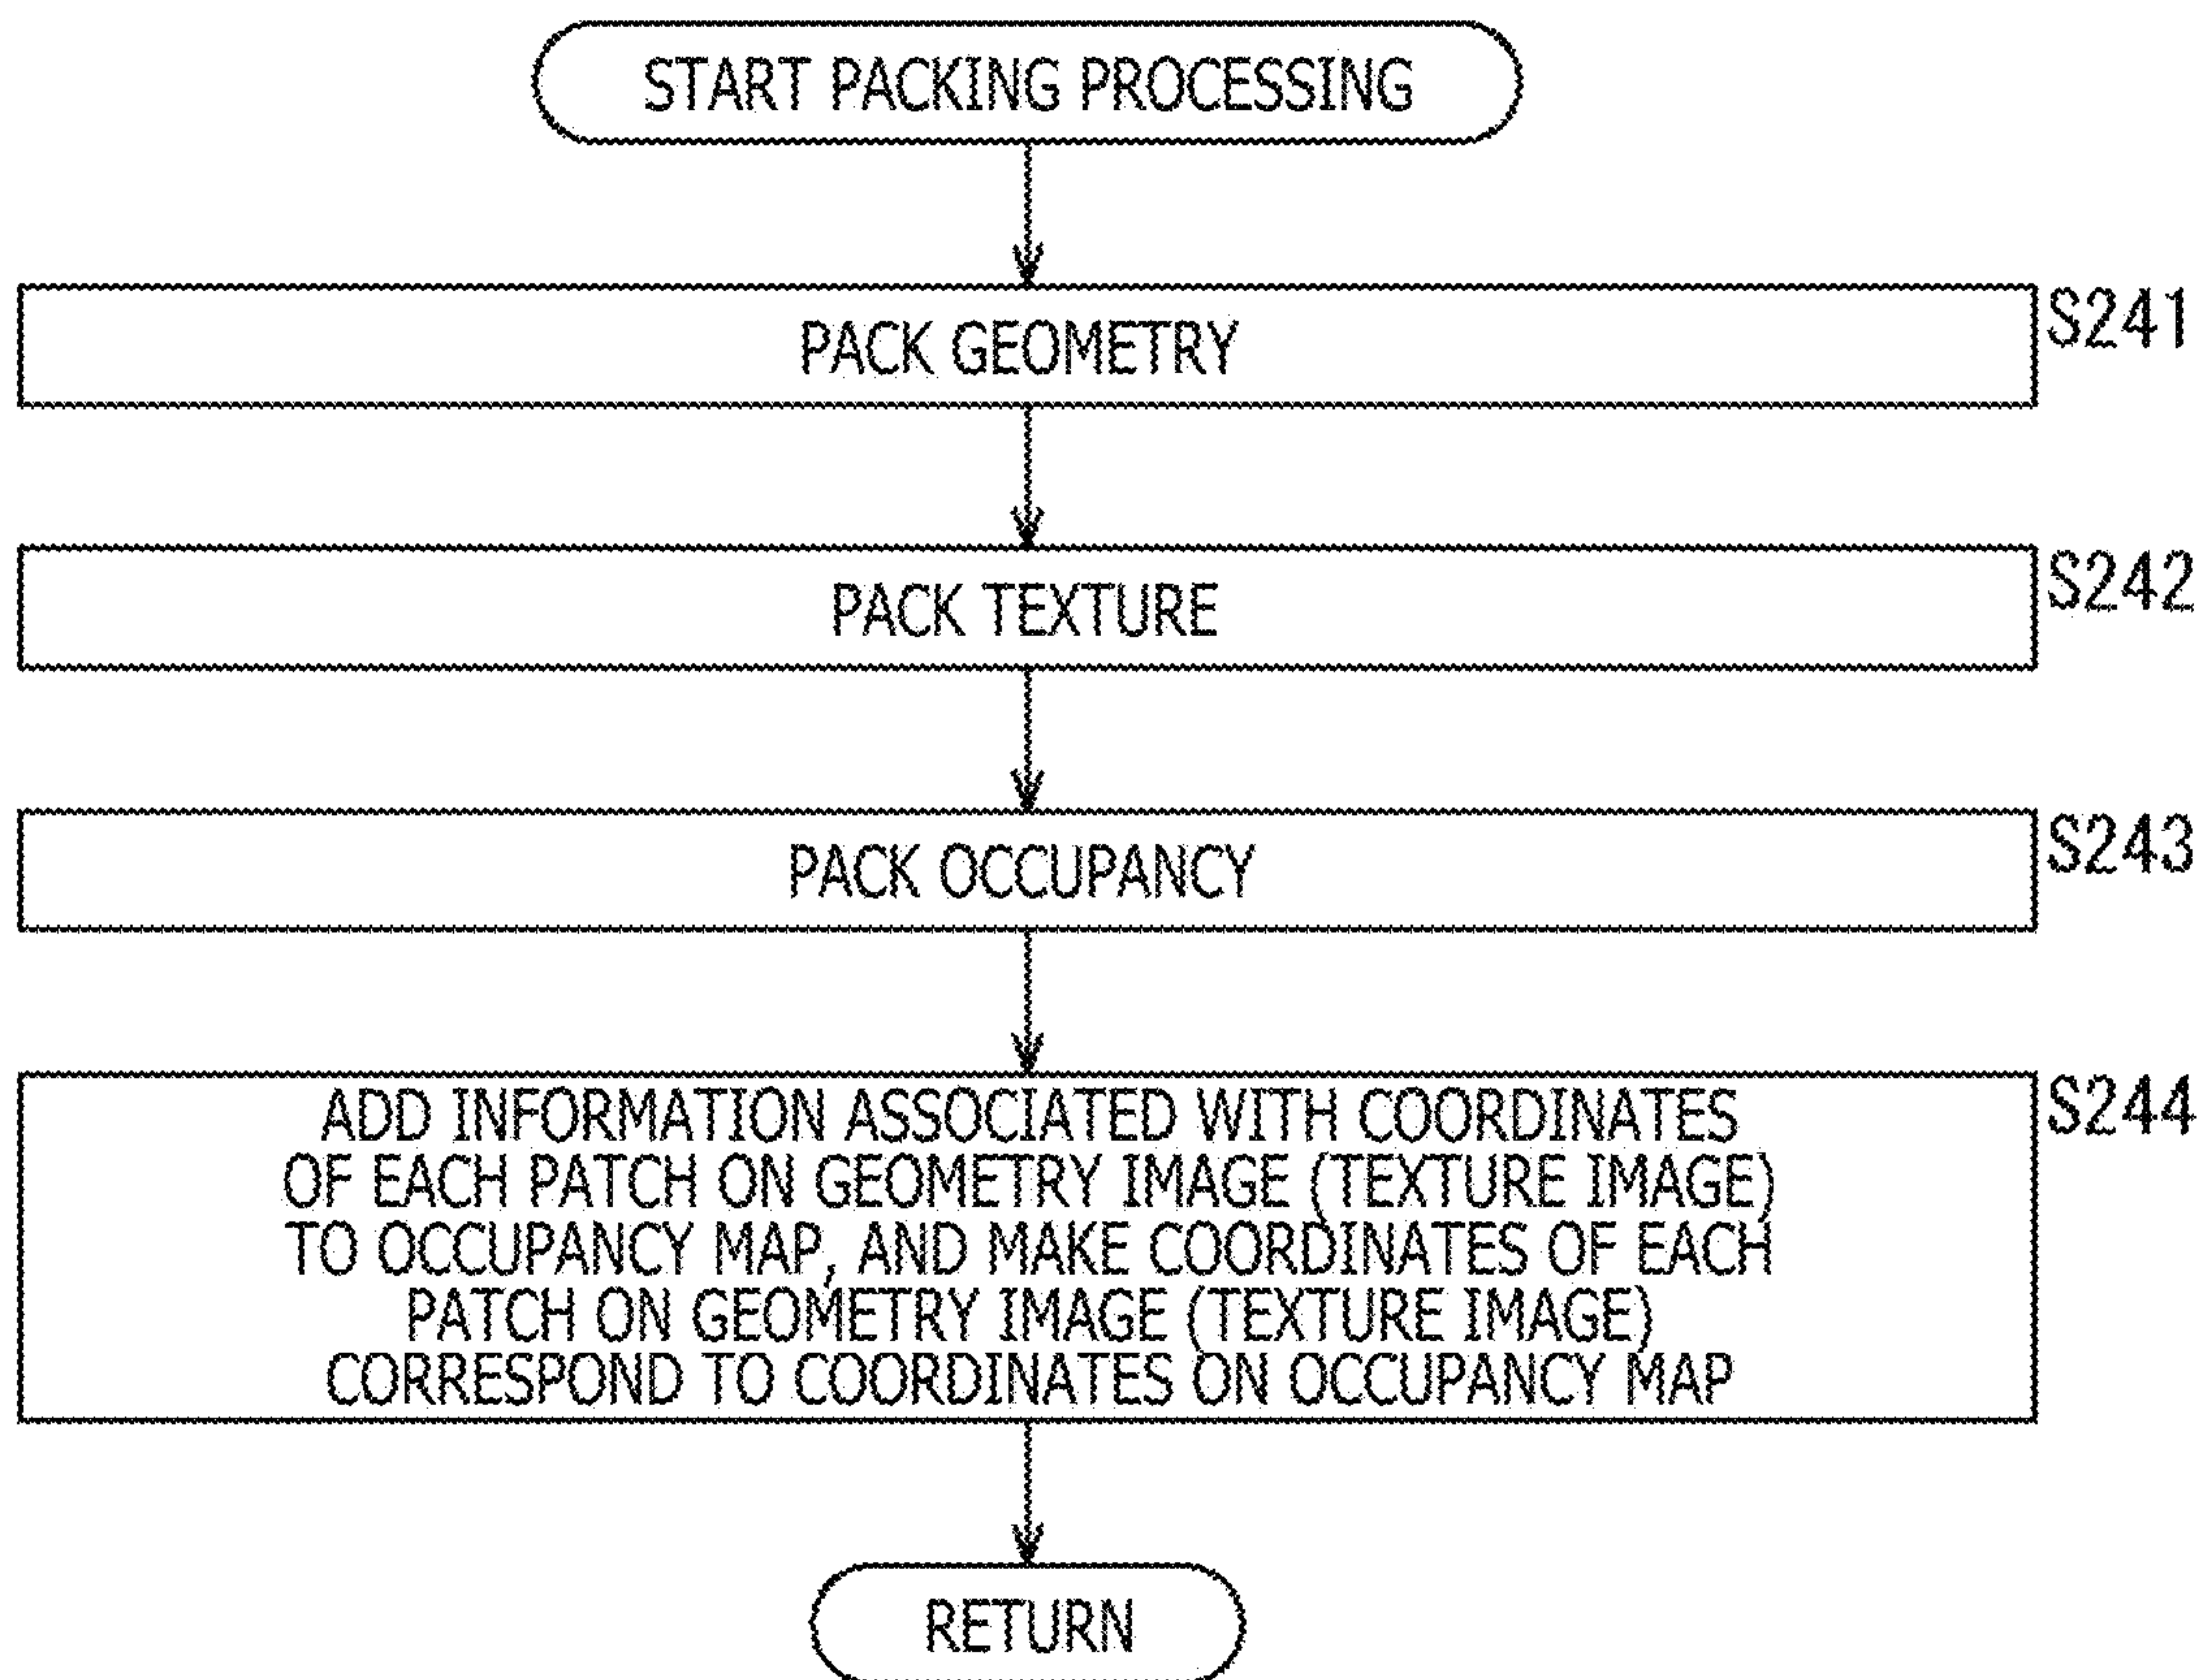 START PACKING PROCESSING
PACK GEOMETRY
S241
PACK TEXTURE
S242
PACK OCCUPANCY
S243
ADD INFORMATION ASSOCIATED WITH COORDINATES
S244
OF EACH PATCH ON GEOMETRY IMAGE (TEXTURE IMAGE)
TO OCCUPANCY MAP, AND MAKE COORDINATES OF EACH
PATCH ON GEOMETRY IMAGE (TEXTURE IMAGE)
CORRESPOND TO COORDINATES ON OCCUPANCY MAP
RETURN